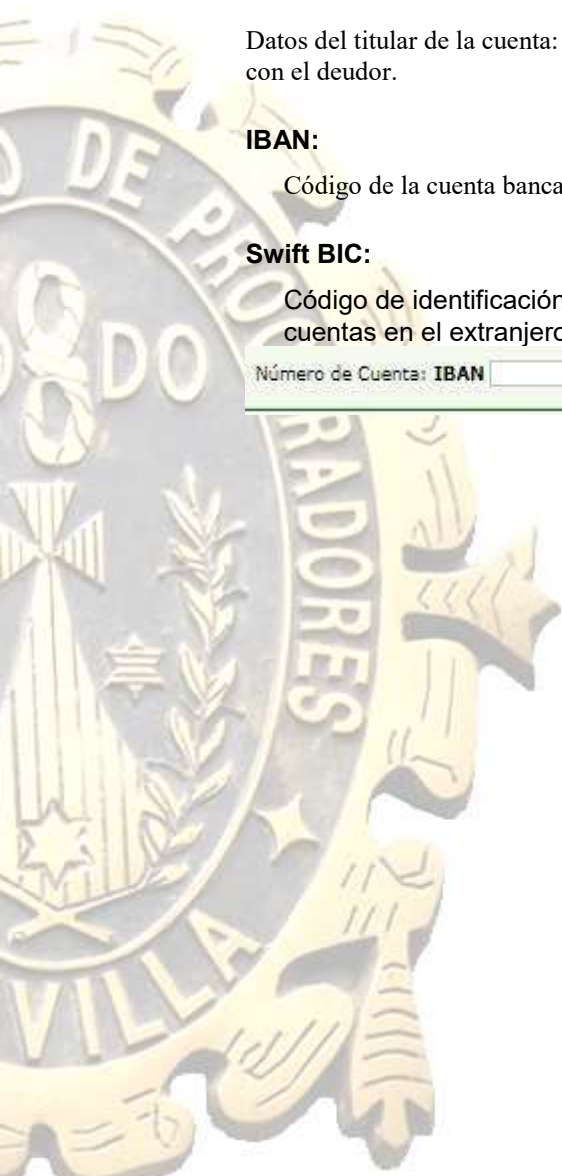 Datos del titular de la cuenta:
con el deudor.
IBAN:
Código de la cuenta banca
Swift BIC:
Código de identificación
cuentas en el extranjero
Número de Cuenta: IBAN
DE PROCURADORES
DO
VILLA